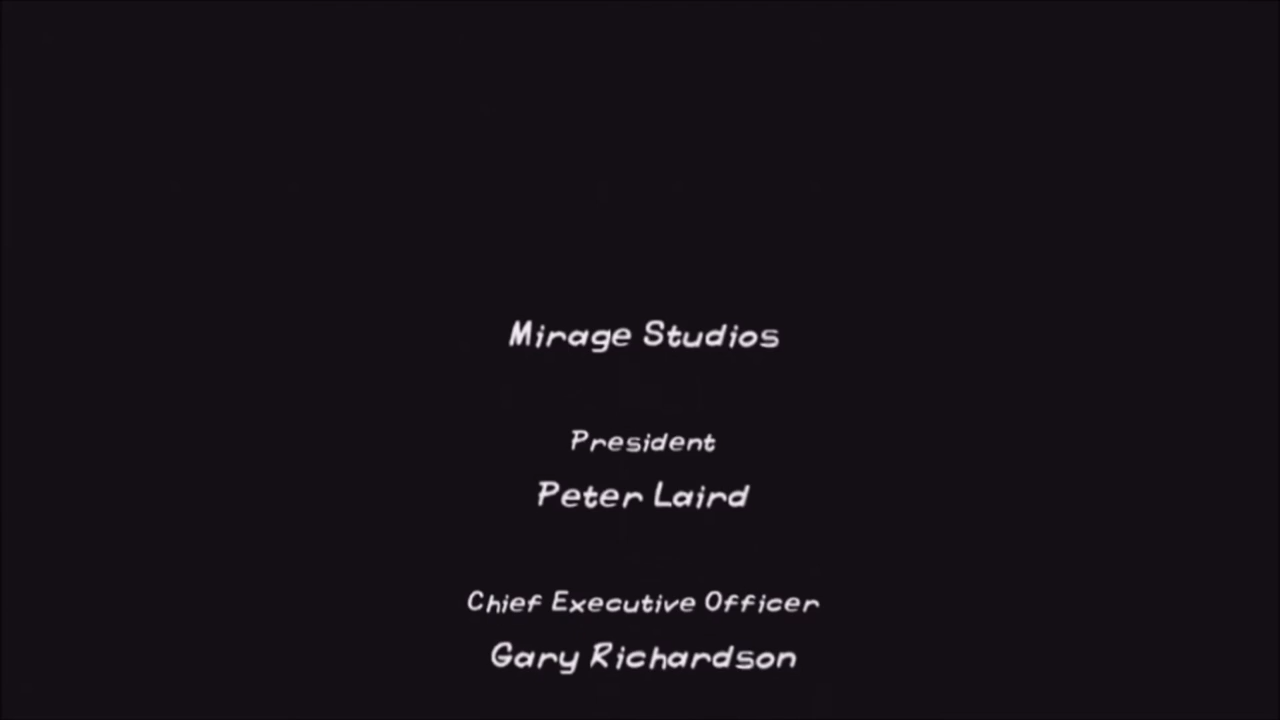 Mirage Studios
President
Peter Laird
Chief Executive Officer
Gary Richardson